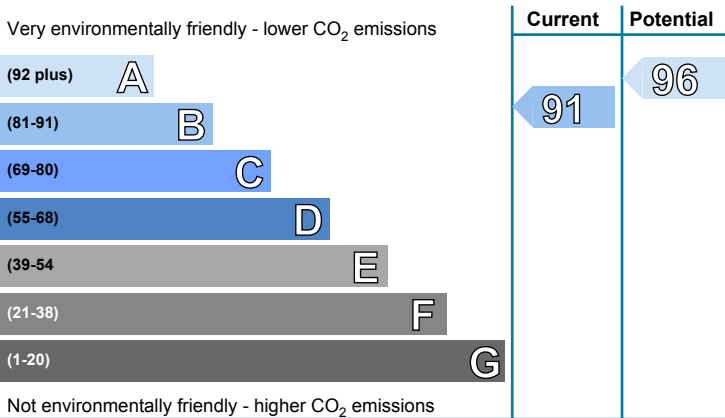 Very environmentally friendly - lower CO2 emissions
Current
Potential
(92 plus) A
(81-91) B
(69-80) C
(55-68) D
(39-54 E
(21-38) F
(1-20) G
91
96
Not environmentally friendly - higher CO2 emissions